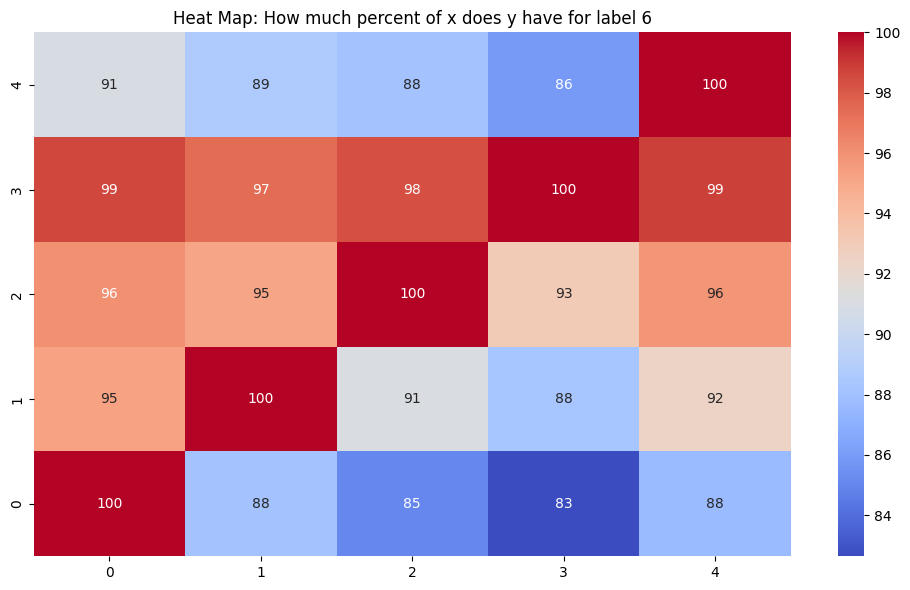 Heat Map: How much percent of x does y have for label 6
4 91 89 88 86 100
3 99 97 98 100 99
2 96 95 100 93 96
1 95 100 91 88 92
0 100 88 85 83 88
0 1 2 3 4
100
98
96
94
92
90
88
86
84